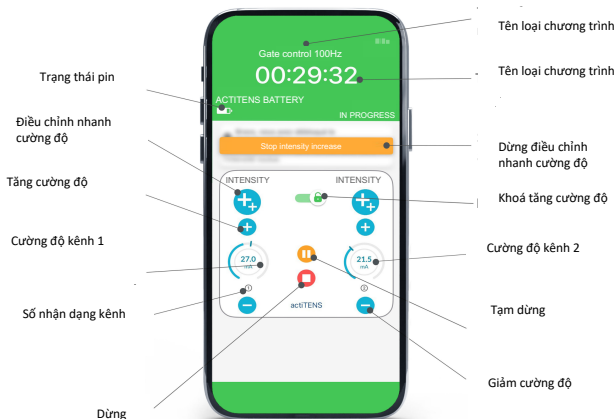 Tên loại chương trình
Gate control 100Hz
00:29:32
Tên loại chương trình
Trạng thái pin
ACTITENS BATTERY
IN PROGRESS
Điều chỉnh nhanh
cường độ
Stop intensity increase
Dừng điều chỉnh
nhanh cường độ
INTENSITY
INTENSITY
Tăng cường độ
Khoá tăng cường độ
Cường độ kênh 1
27.0
mA
21.5
mA
Cường độ kênh 2
Số nhận dạng kênh
1
2
actiTENS
Tạm dừng
Giảm cường độ
Dừng